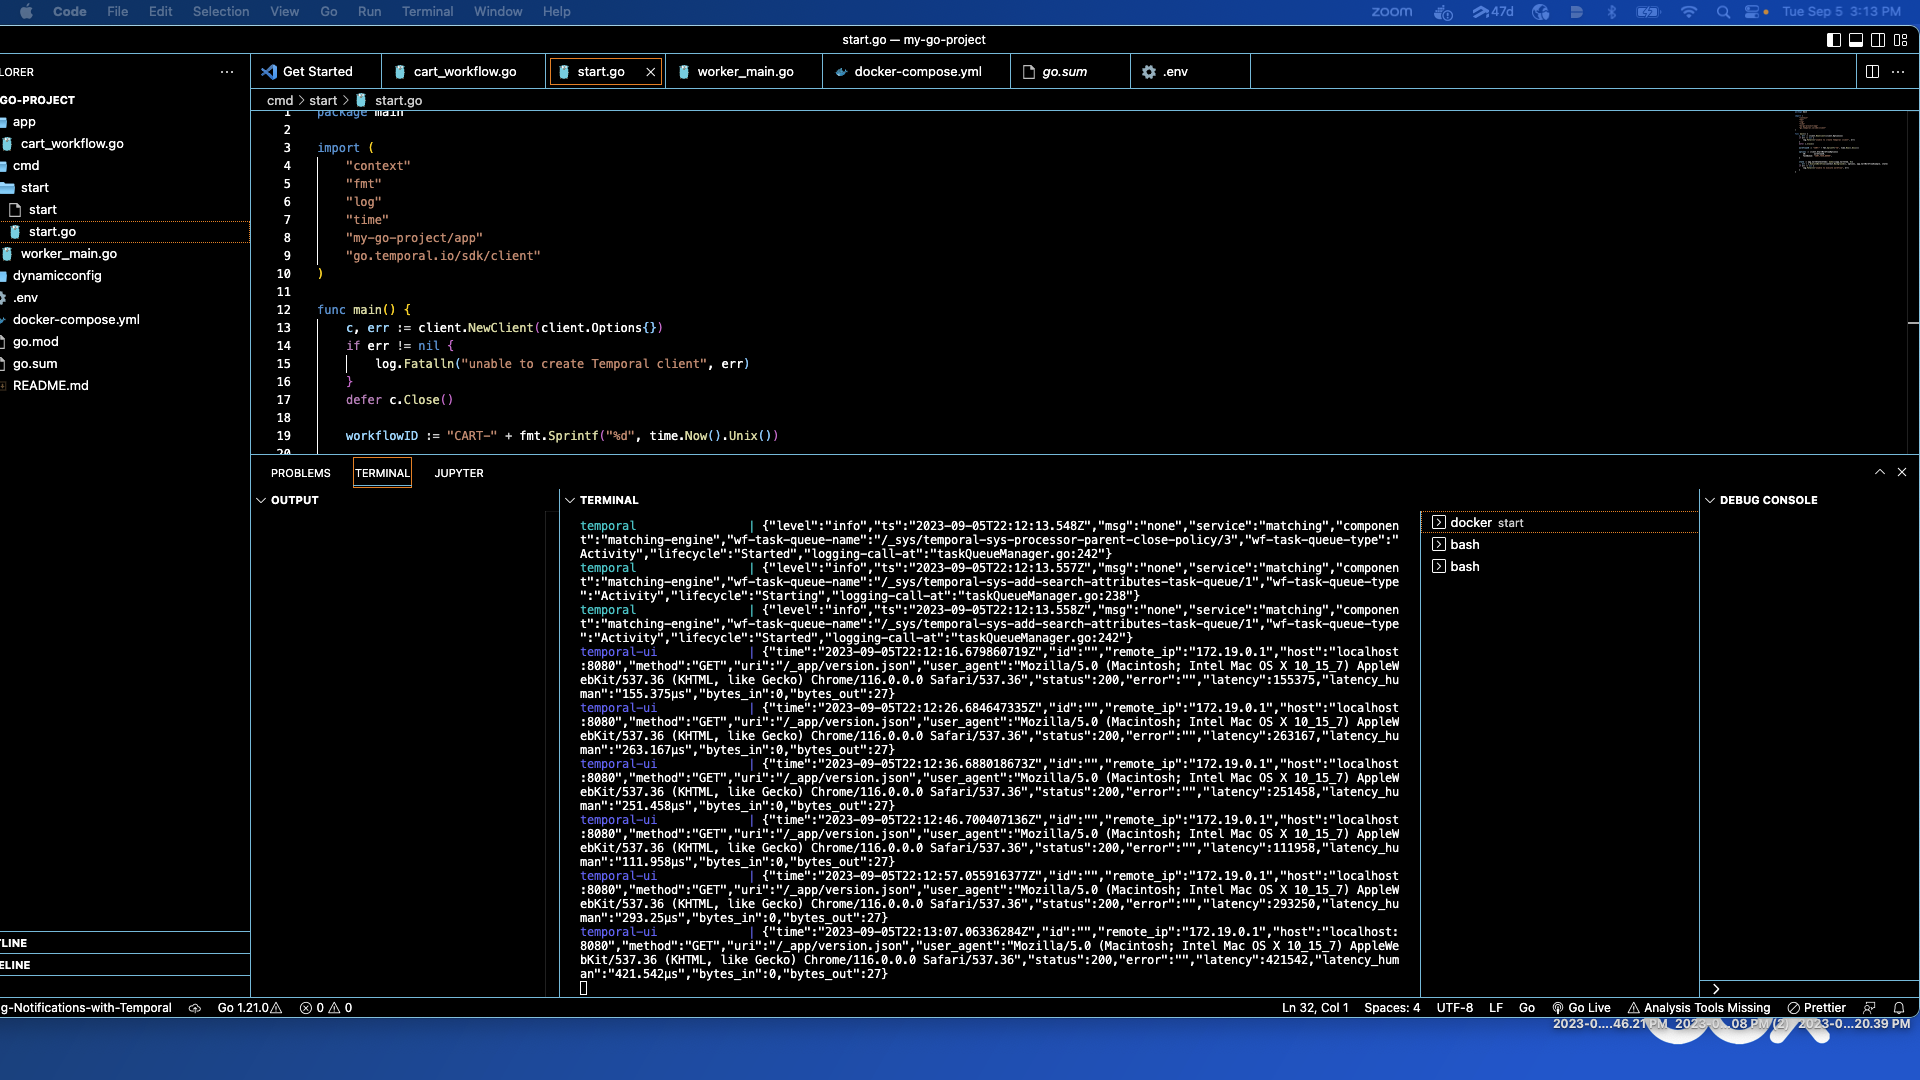 Code File Edit Selection View Go Run Terminal Window Help zoom 47d Tue Sep 5 3:13 PM
start.go — my-go-project
LORER ...
Get Started cart_workflow.go start.go worker_main.go docker-compose.yml go.sum .env
cmd > start > start.go
GO-PROJECT
app
cart_workflow.go
cmd
start
start
start.go
worker_main.go
dynamicconfig
.env
docker-compose.yml
go.mod
go.sum
README.md
LINE
ELINE
1 package main
2
3 import (
4 "context"
5 "fmt"
6 "log"
7 "time"
8 "my-go-project/app"
9 "go.temporal.io/sdk/client"
10 )
11
12 func main() {
13 c, err := client.NewClient(client.Options{})
14 if err != nil {
15 log.Fatalln("unable to create Temporal client", err)
16 }
17 defer c.Close()
18
19 workflowID := "CART-" + fmt.Sprintf("%d", time.Now().Unix())
20
PROBLEMS TERMINAL JUPYTER
OUTPUT
TERMINAL
temporal | {"level":"info","ts":"2023-09-05T22:12:13.548Z","msg":"none","service":"matching","componen
t":"matching-engine","wf-task-queue-name":"/_sys/temporal-sys-processor-parent-close-policy/3","wf-task-queue-type":"
Activity","lifecycle":"Started","logging-call-at":"taskQueueManager.go:242"}
temporal | {"level":"info","ts":"2023-09-05T22:12:13.557Z","msg":"none","service":"matching","componen
t":"matching-engine","wf-task-queue-name":"/_sys/temporal-sys-add-search-attributes-task-queue/1","wf-task-queue-type
":"Activity","lifecycle":"Starting","logging-call-at":"taskQueueManager.go:238"}
temporal | {"level":"info","ts":"2023-09-05T22:12:13.558Z","msg":"none","service":"matching","componen
t":"matching-engine","wf-task-queue-name":"/_sys/temporal-sys-add-search-attributes-task-queue/1","wf-task-queue-type
":"Activity","lifecycle":"Started","logging-call-at":"taskQueueManager.go:242"}
temporal-ui | {"time":"2023-09-05T22:12:16.679860719Z","id":"","remote_ip":"172.19.0.1","host":"localhost
:8080","method":"GET","uri":"/_app/version.json","user_agent":"Mozilla/5.0 (Macintosh; Intel Mac OS X 10_15_7) AppleW
ebKit/537.36 (KHTML, like Gecko) Chrome/116.0.0.0 Safari/537.36","status":200,"error":"","latency":155375,"latency_hu
man":"155.375µs","bytes_in":0,"bytes_out":27}
temporal-ui | {"time":"2023-09-05T22:12:26.684647335Z","id":"","remote_ip":"172.19.0.1","host":"localhost
:8080","method":"GET","uri":"/_app/version.json","user_agent":"Mozilla/5.0 (Macintosh; Intel Mac OS X 10_15_7) AppleW
ebKit/537.36 (KHTML, like Gecko) Chrome/116.0.0.0 Safari/537.36","status":200,"error":"","latency":263167,"latency_hu
man":"263.167µs","bytes_in":0,"bytes_out":27}
temporal-ui | {"time":"2023-09-05T22:12:36.688018673Z","id":"","remote_ip":"172.19.0.1","host":"localhost
:8080","method":"GET","uri":"/_app/version.json","user_agent":"Mozilla/5.0 (Macintosh; Intel Mac OS X 10_15_7) AppleW
ebKit/537.36 (KHTML, like Gecko) Chrome/116.0.0.0 Safari/537.36","status":200,"error":"","latency":251458,"latency_hu
man":"251.458µs","bytes_in":0,"bytes_out":27}
temporal-ui | {"time":"2023-09-05T22:12:46.700407136Z","id":"","remote_ip":"172.19.0.1","host":"localhost
:8080","method":"GET","uri":"/_app/version.json","user_agent":"Mozilla/5.0 (Macintosh; Intel Mac OS X 10_15_7) AppleW
ebKit/537.36 (KHTML, like Gecko) Chrome/116.0.0.0 Safari/537.36","status":200,"error":"","latency":111958,"latency_hu
man":"111.958µs","bytes_in":0,"bytes_out":27}
temporal-ui | {"time":"2023-09-05T22:12:57.055916377Z","id":"","remote_ip":"172.19.0.1","host":"localhost
:8080","method":"GET","uri":"/_app/version.json","user_agent":"Mozilla/5.0 (Macintosh; Intel Mac OS X 10_15_7) AppleW
ebKit/537.36 (KHTML, like Gecko) Chrome/116.0.0.0 Safari/537.36","status":200,"error":"","latency":293250,"latency_hu
man":"293.25µs","bytes_in":0,"bytes_out":27}
temporal-ui | {"time":"2023-09-05T22:13:07.06336284Z","id":"","remote_ip":"172.19.0.1","host":"localhost:
8080","method":"GET","uri":"/_app/version.json","user_agent":"Mozilla/5.0 (Macintosh; Intel Mac OS X 10_15_7) AppleWe
bKit/537.36 (KHTML, like Gecko) Chrome/116.0.0.0 Safari/537.36","status":200,"error":"","latency":421542,"latency_hum
an":"421.542µs","bytes_in":0,"bytes_out":27}
docker start
bash
bash
DEBUG CONSOLE
g-Notifications-with-Temporal Go 1.21.0 0 0 Ln 32, Col 1 Spaces: 4 UTF-8 LF Go Go Live Analysis Tools Missing Prettier
2023-0....46.21 PM 2023-0...08 PM (2) 2023-0...20.39 PM